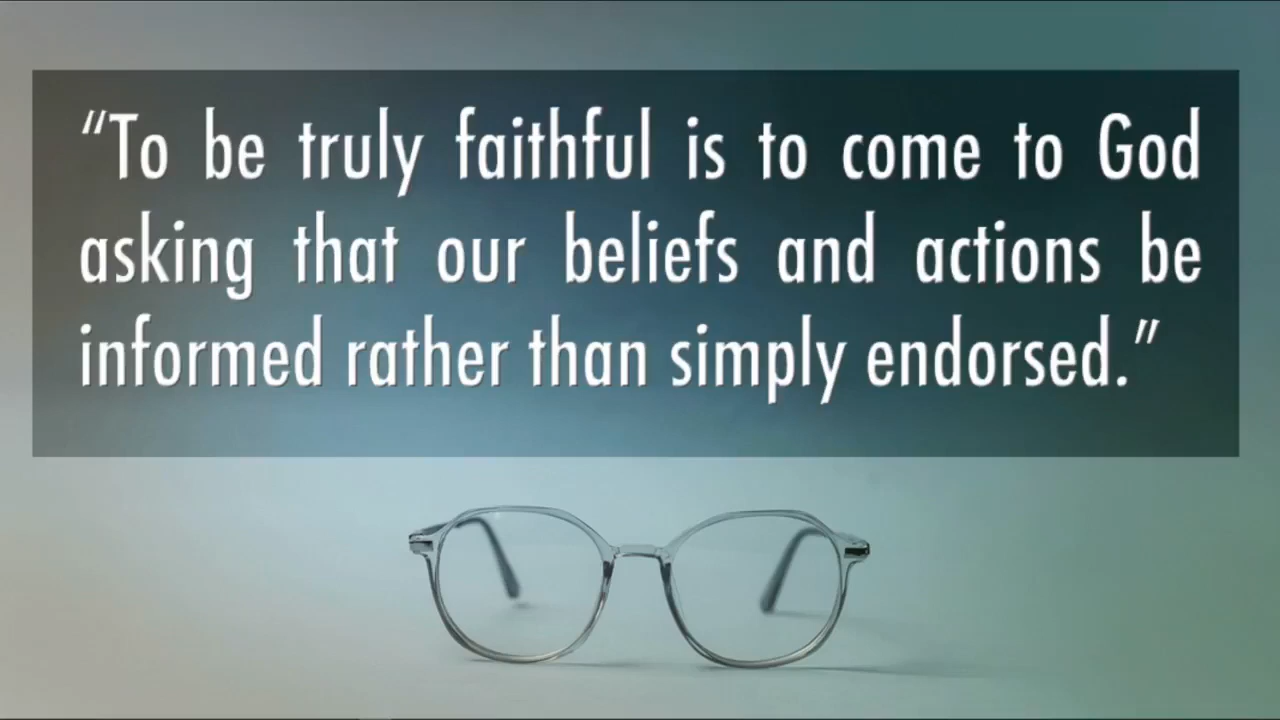 “To be truly faithful is to come to God
asking that our beliefs and actions be
informed rather than simply endorsed.”